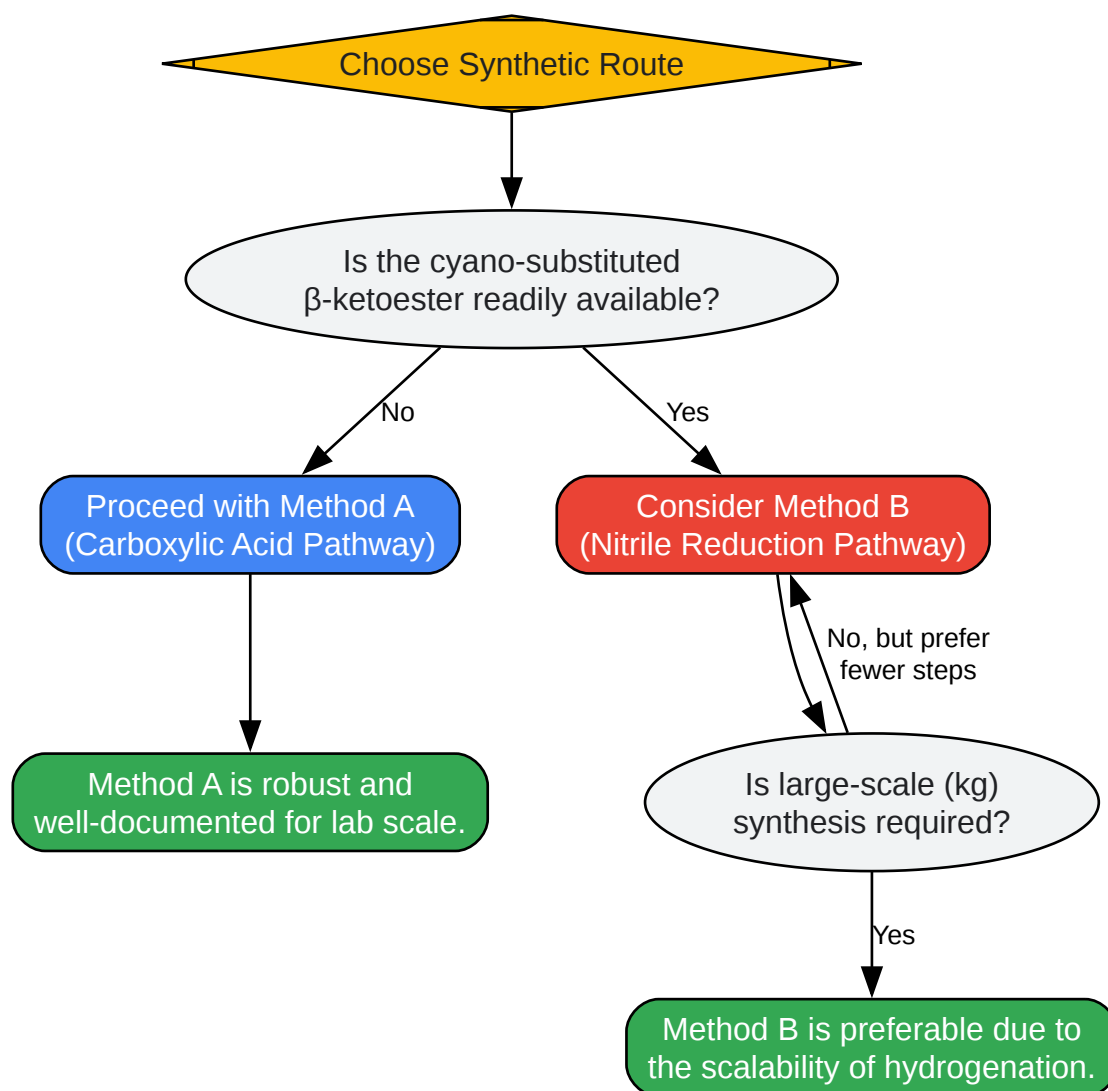 Choose Synthetic Route
Is the cyano-substituted
β-ketoester readily available?
No
Yes
Proceed with Method A
(Carboxylic Acid Pathway)
Consider Method B
(Nitrile Reduction Pathway)
No, but prefer
fewer steps
Method A is robust and
well-documented for lab scale.
Is large-scale (kg)
synthesis required?
Yes
Method B is preferable due to
the scalability of hydrogenation.